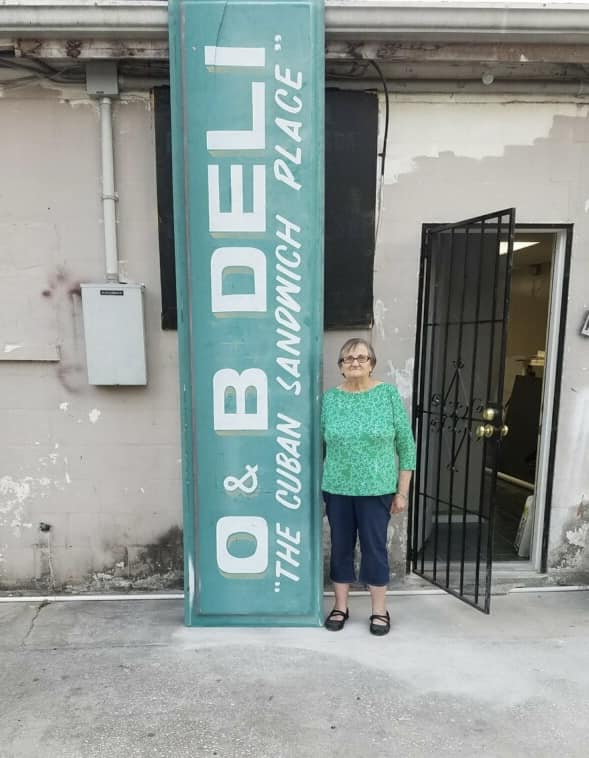 O & B DELI
"THE CUBAN SANDWICH PLACE"